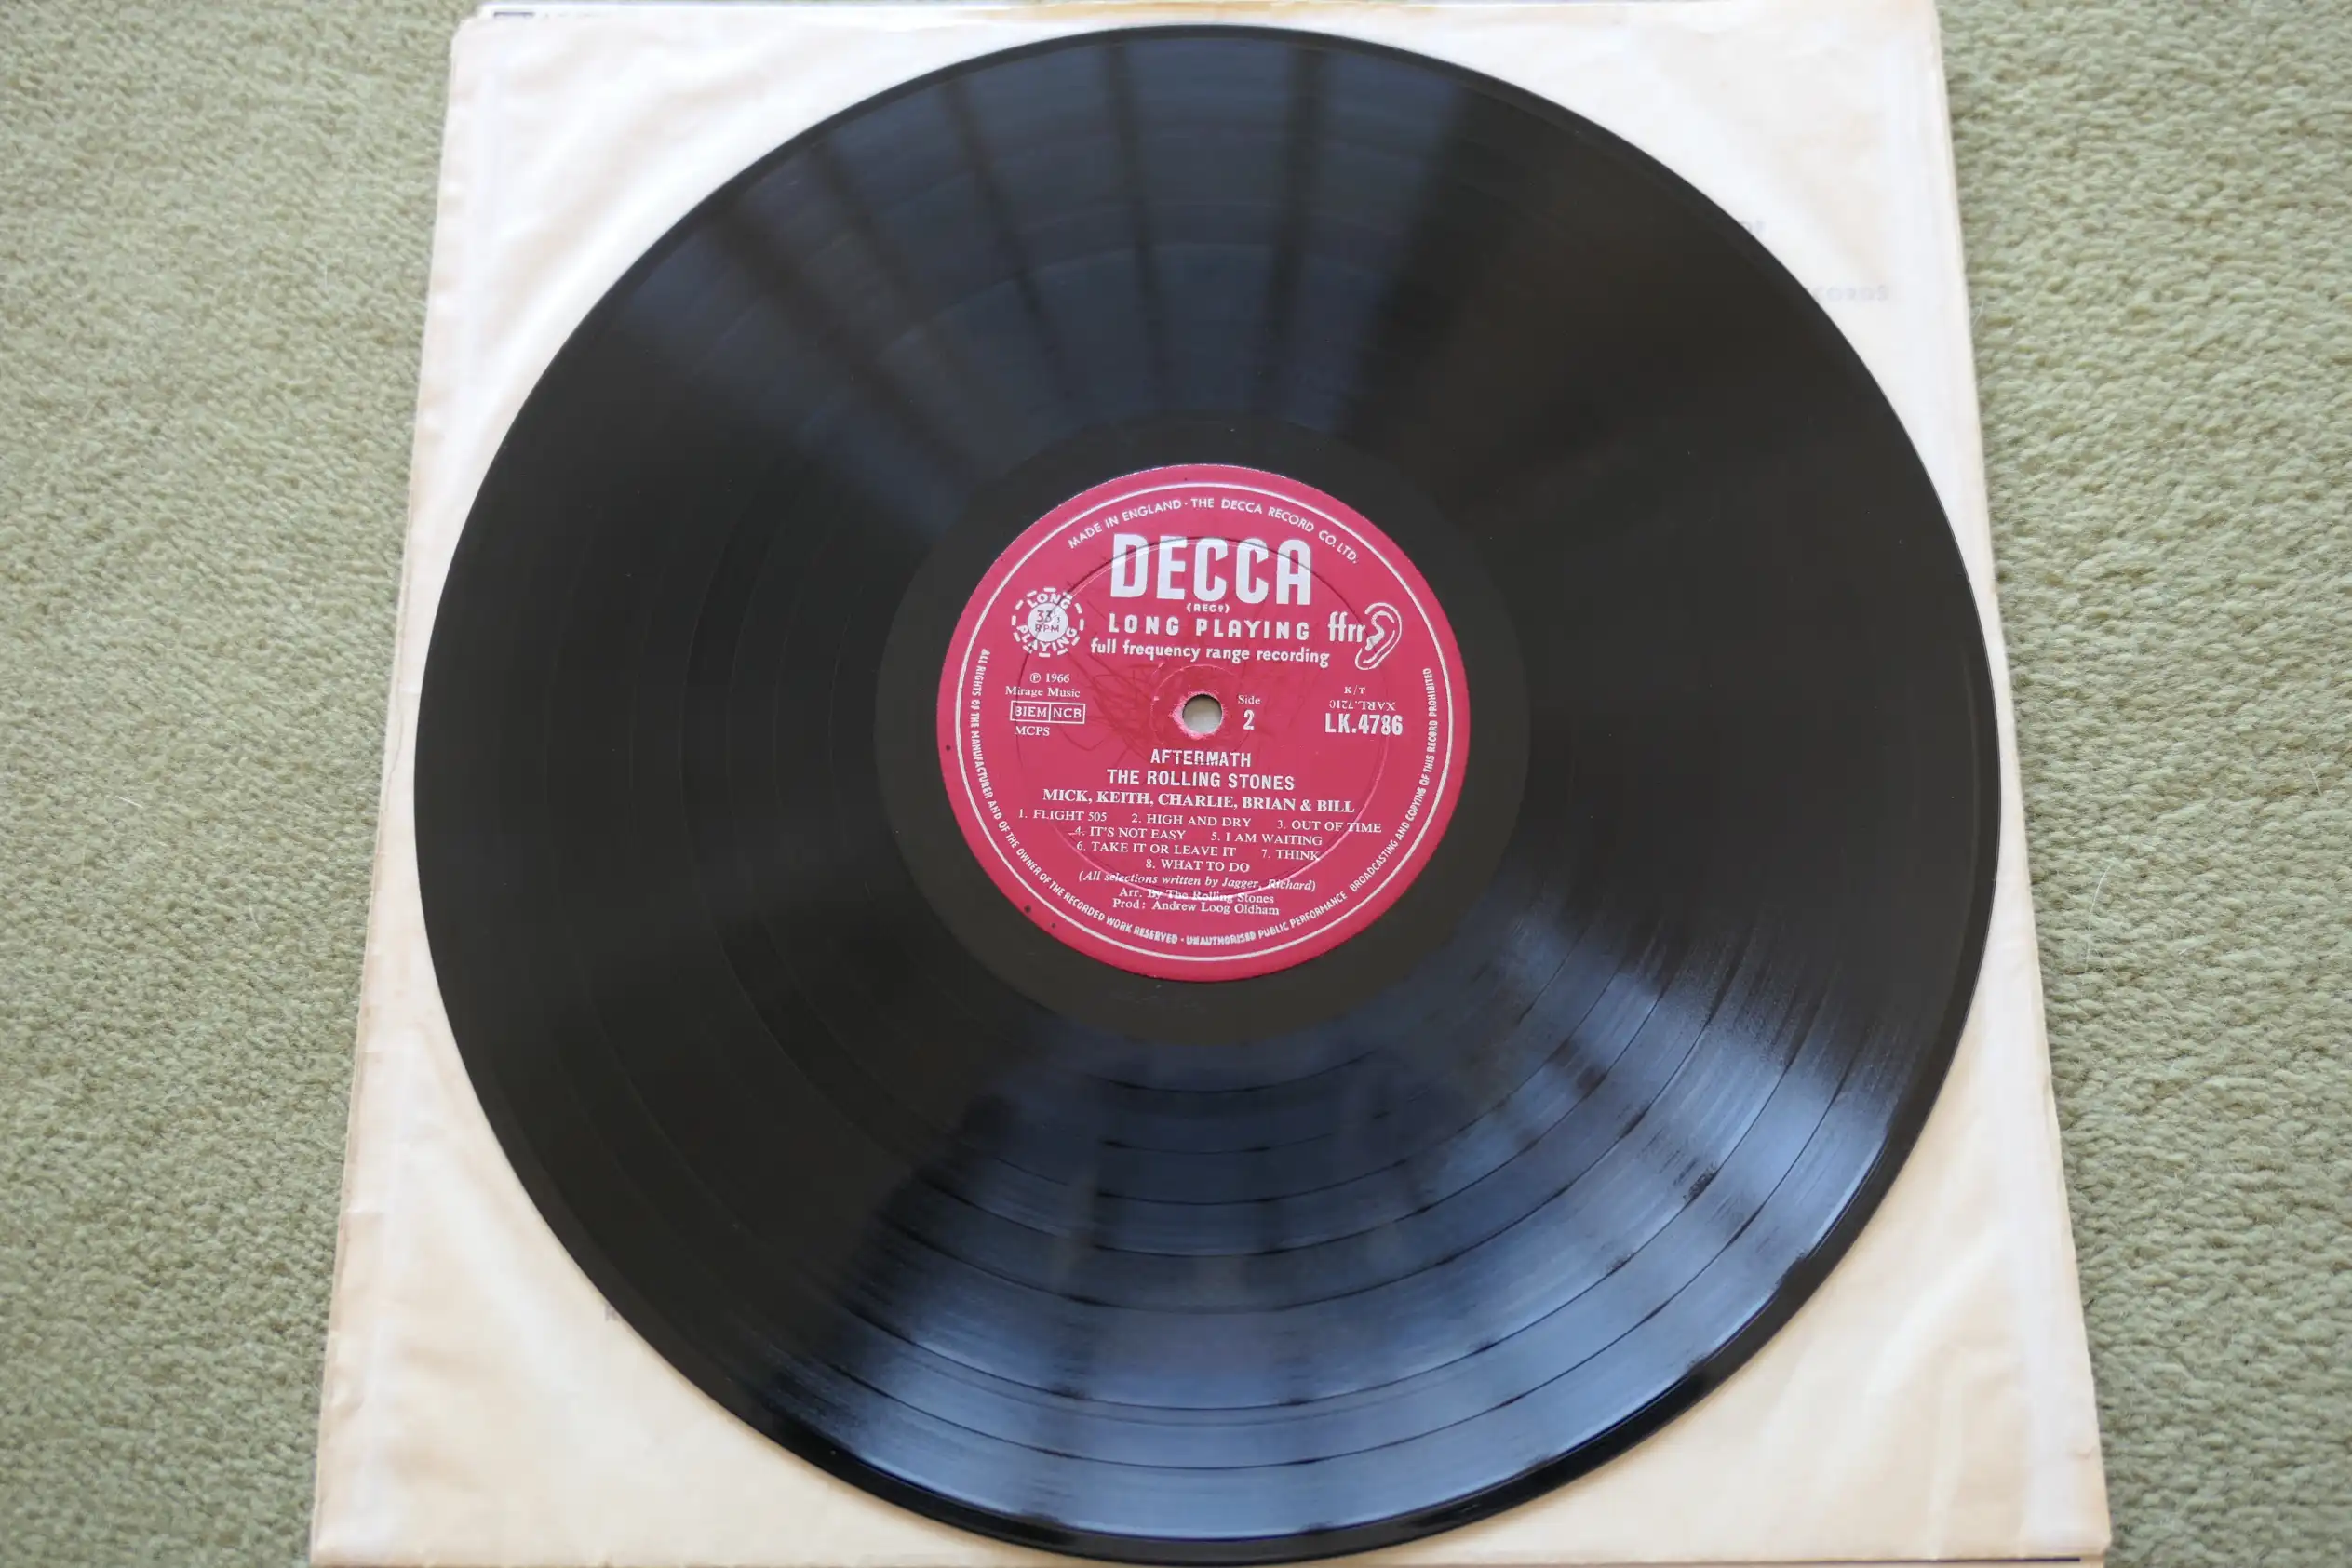 MADE IN ENGLAND · THE DECCA RECORD CO. LTD.
DECCA
(REGD)
LONG PLAYING
33⅓
RPM
LONG PLAYING ffrr
full frequency range recording
℗ 1966
Mirage Music
BIEM NCB
MCPS
Side
2
K/T
XARL.7210
LK.4786
AFTERMATH
THE ROLLING STONES
MICK, KEITH, CHARLIE, BRIAN & BILL
1. FLIGHT 505 2. HIGH AND DRY 3. OUT OF TIME
4. IT'S NOT EASY 5. I AM WAITING
6. TAKE IT OR LEAVE IT 7. THINK
8. WHAT TO DO
(All selections written by Jagger, Richard)
Arr. By The Rolling Stones
Prod: Andrew Loog Oldham
ALL RIGHTS OF THE MANUFACTURER AND OF THE OWNER OF THE RECORDED WORK RESERVED · UNAUTHORISED PUBLIC PERFORMANCE BROADCASTING AND COPYING OF THIS RECORD PROHIBITED